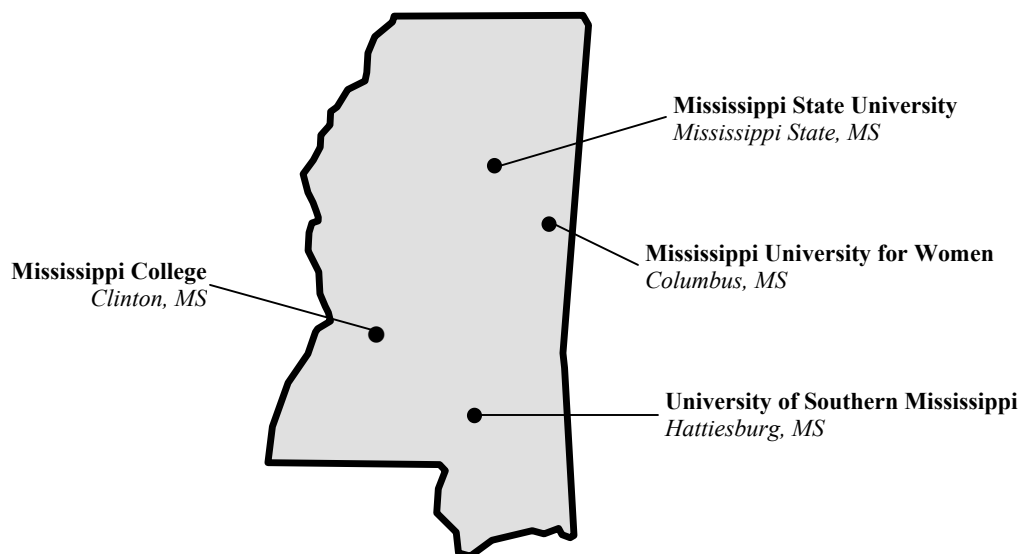 Mississippi State University
Mississippi State, MS
Mississippi University for Women
Columbus, MS
Mississippi College
Clinton, MS
University of Southern Mississippi
Hattiesburg, MS